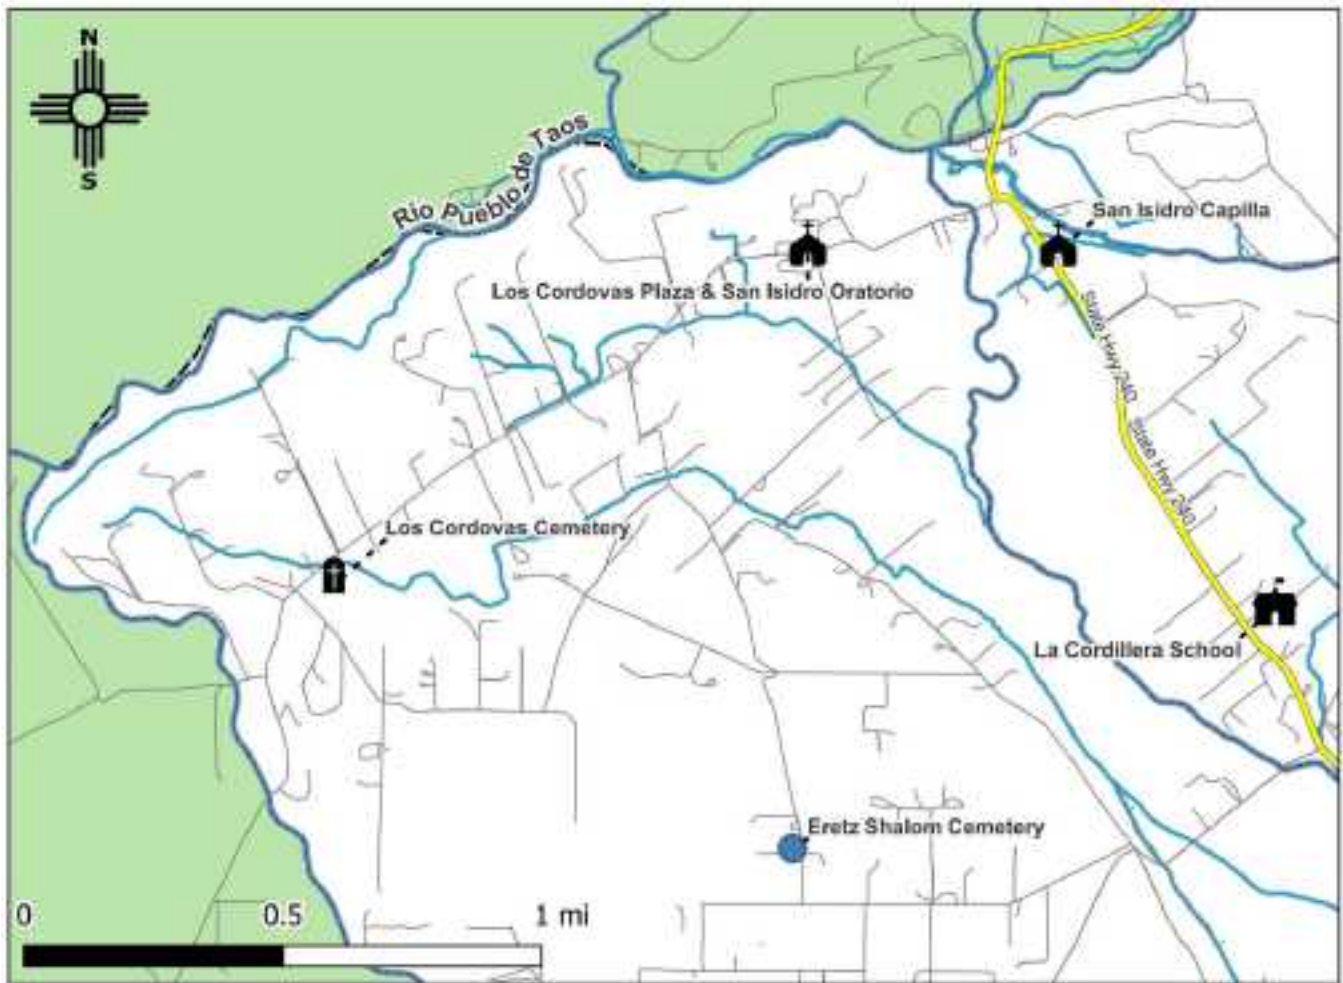 N
S
Rio Pueblo de Taos
San Isidro Capilla
Los Cordovas Plaza & San Isidro Oratorio
State Hwy 240
State Hwy 240
Los Cordovas Cemetery
La Cordillera School
Eretz Shalom Cemetery
0 0.5 1 mi